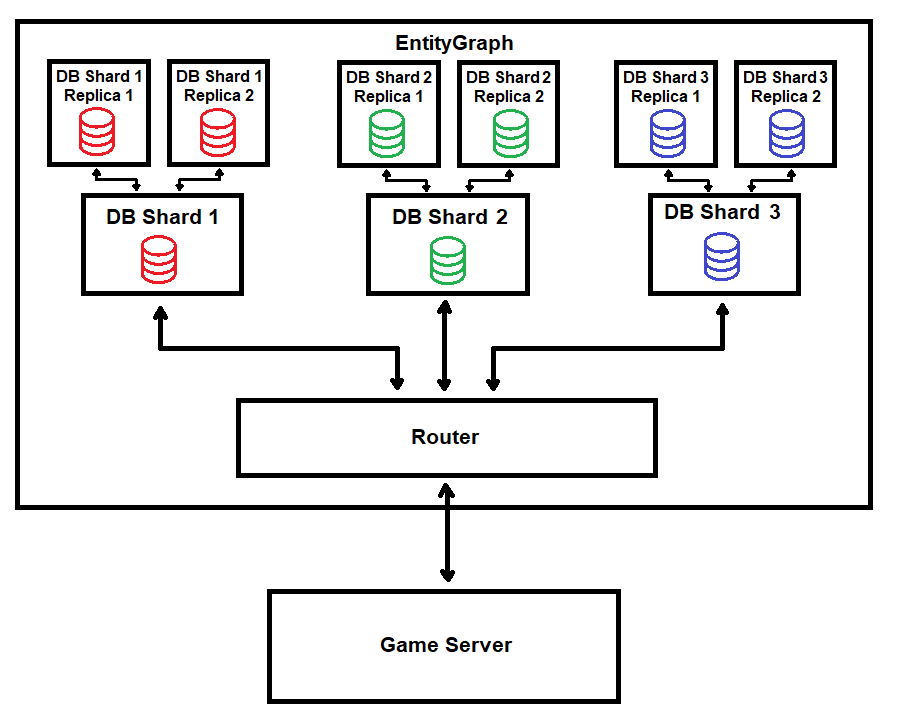 EntityGraph
DB Shard 1
Replica 1
DB Shard 1
Replica 2
DB Shard 2
Replica 1
DB Shard 2
Replica 2
DB Shard 3
Replica 1
DB Shard 3
Replica 2
DB Shard 1
DB Shard 2
DB Shard 3
Router
Game Server